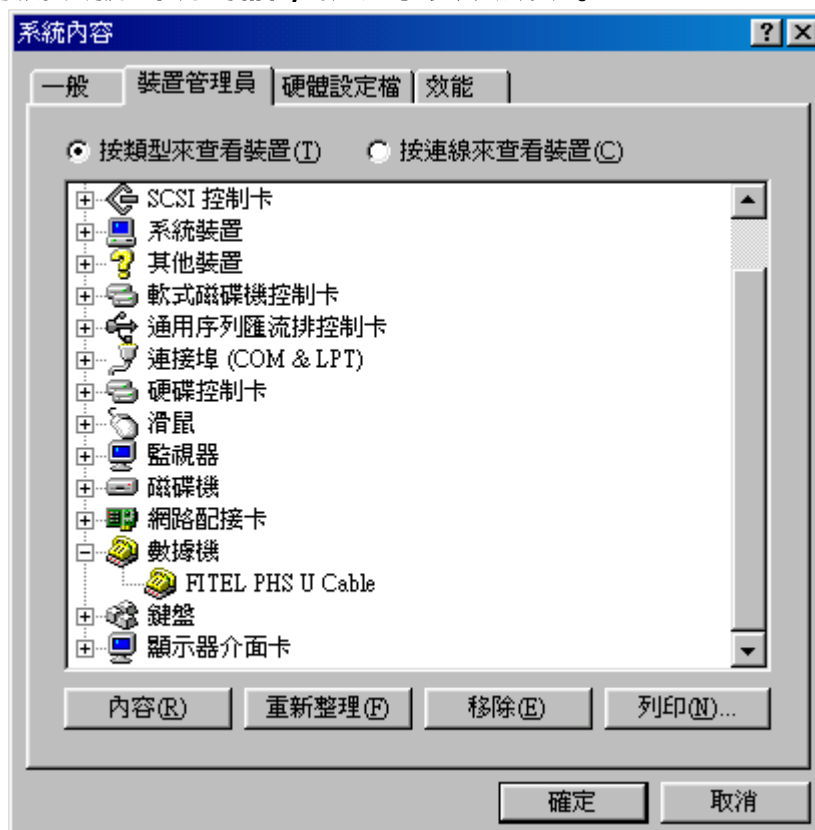 系統內容
一般 裝置管理員 硬體設定檔 效能
按類型來查看裝置(T) 按連線來查看裝置(C)
SCSI 控制卡
系統裝置
其他裝置
軟式磁碟機控制卡
通用序列匯流排控制卡
連接埠 (COM & LPT)
硬碟控制卡
滑鼠
監視器
磁碟機
網路配接卡
數據機
FITEL PHS U Cable
鍵盤
顯示器介面卡
內容(R) 重新整理(F) 移除(E) 列印(N)...
確定 取消